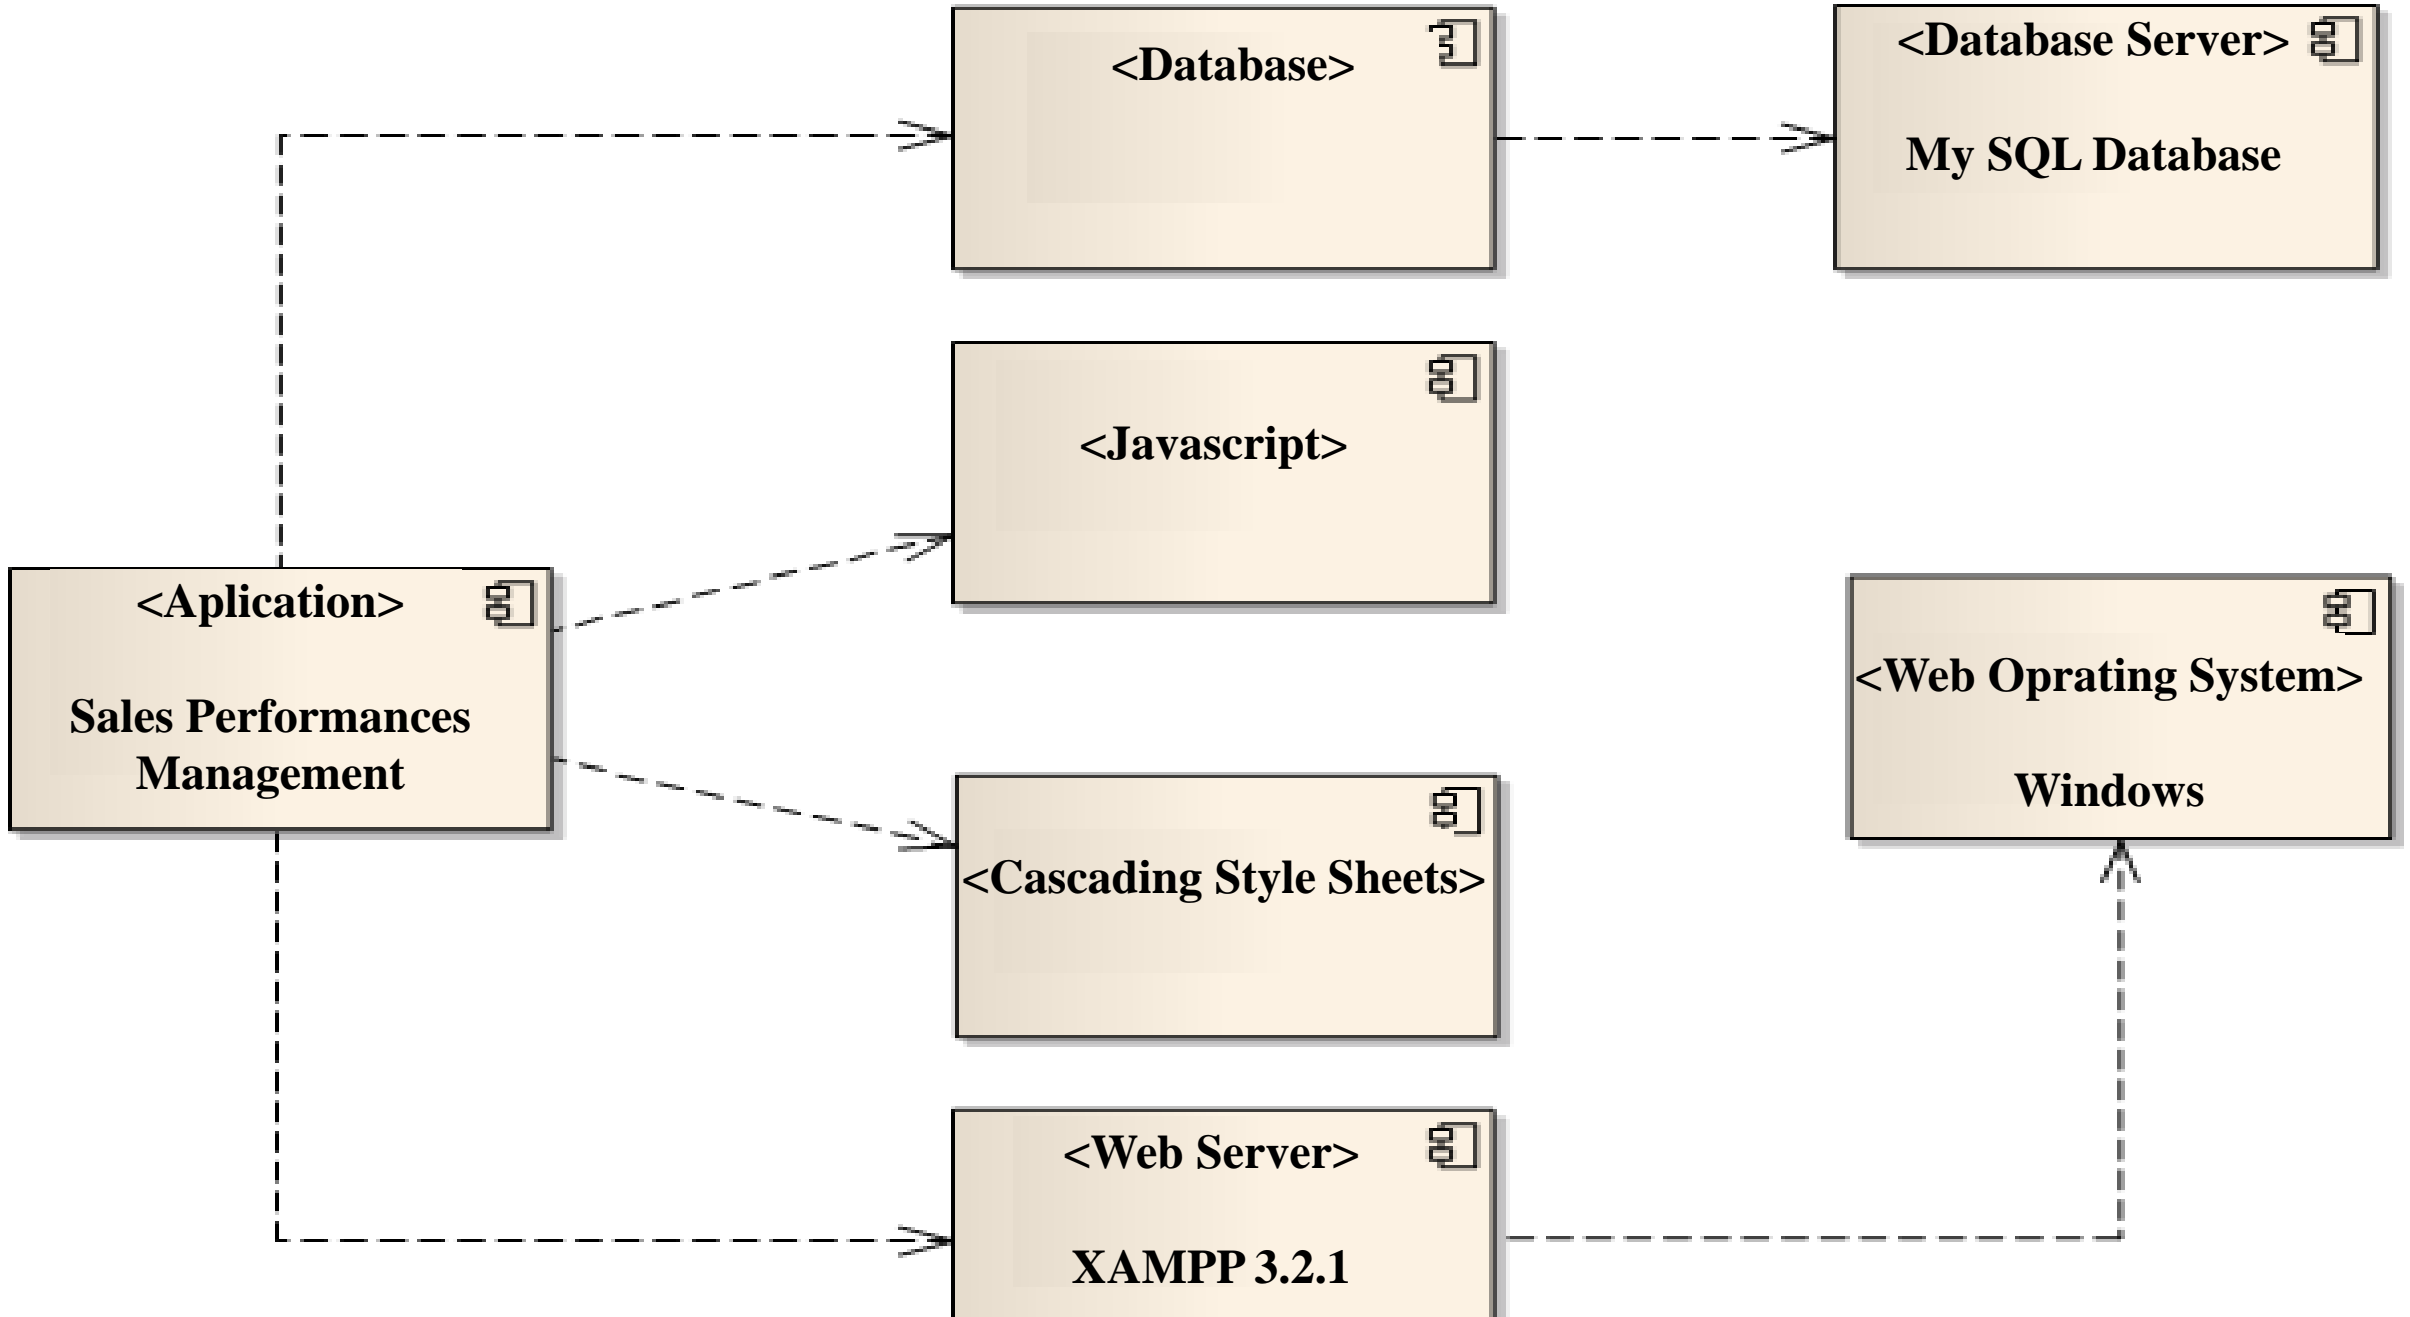 <Database>
<Database Server>
My SQL Database
<Javascript>
<Aplication>
Sales Performances
Management
<Web Oprating System>
Windows
<Cascading Style Sheets>
<Web Server>
XAMPP 3.2.1